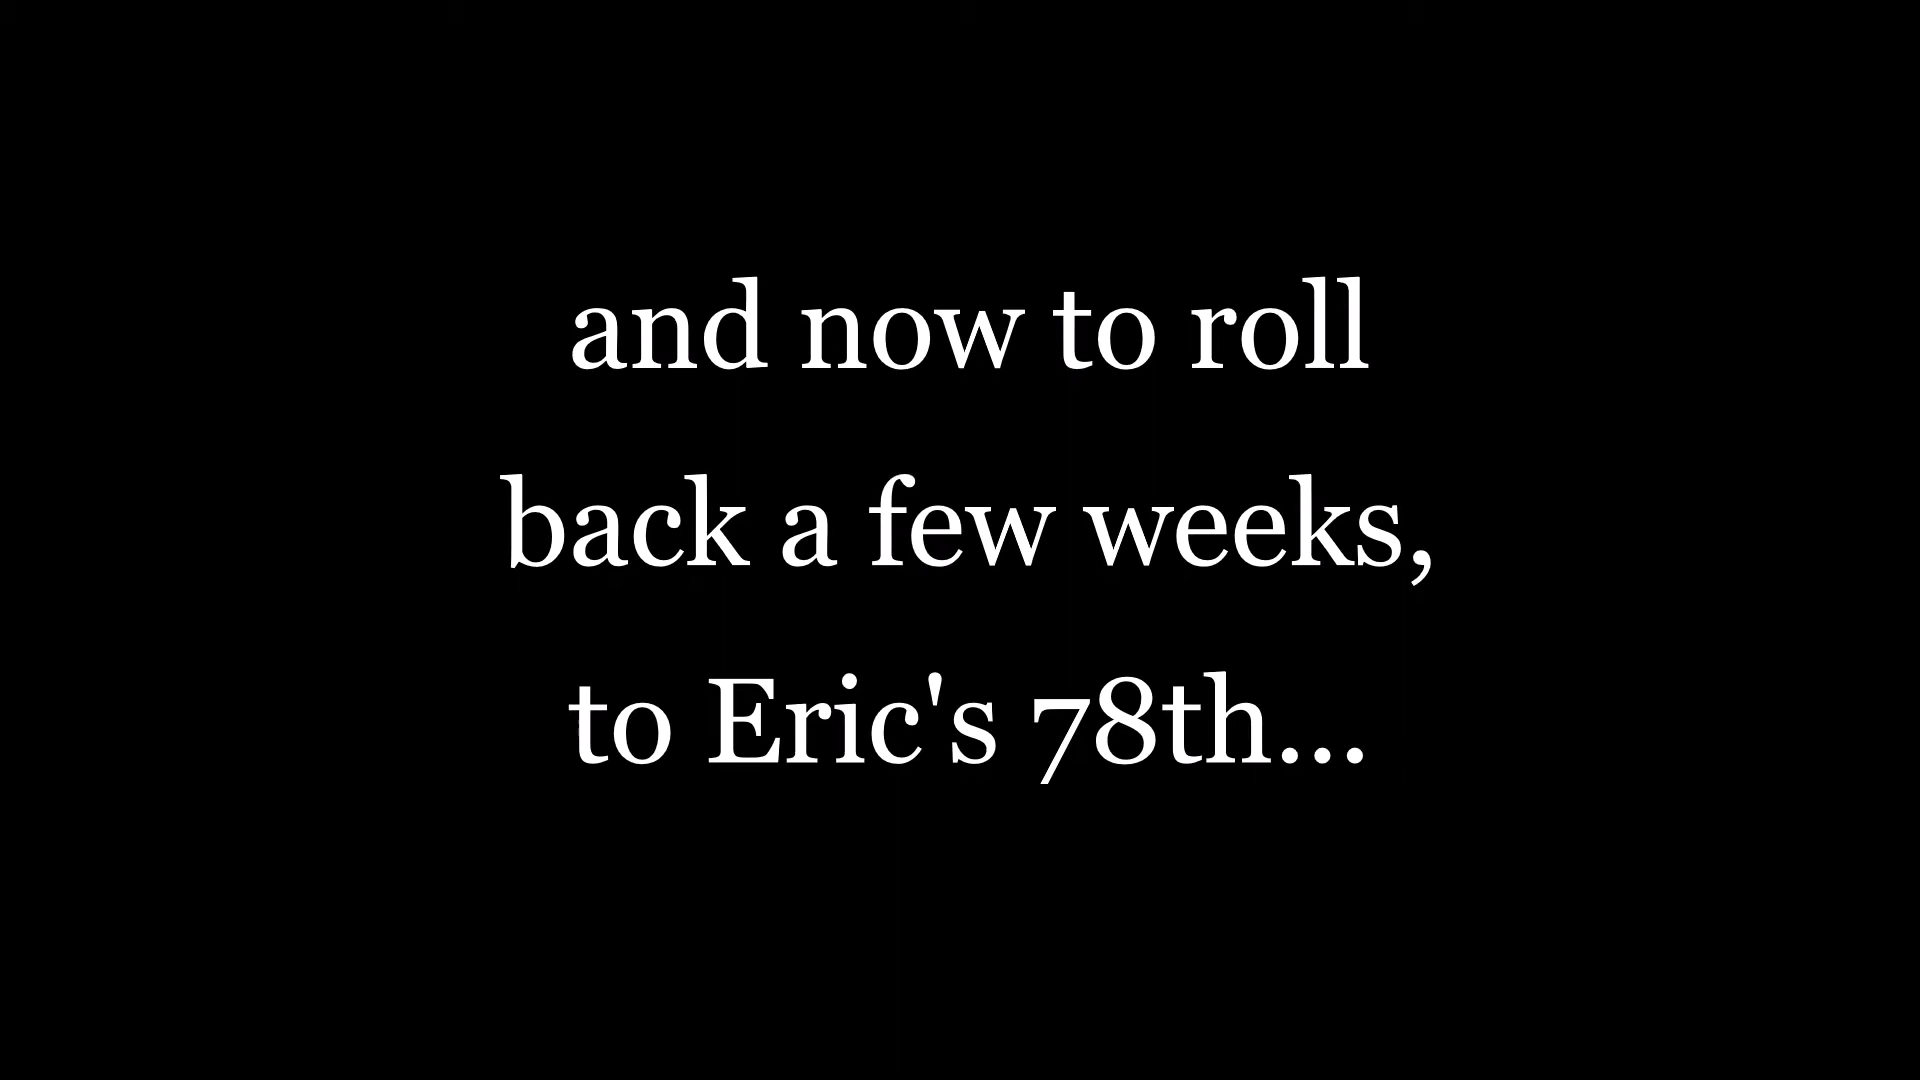 and now to roll
back a few weeks,
to Eric's 78th...